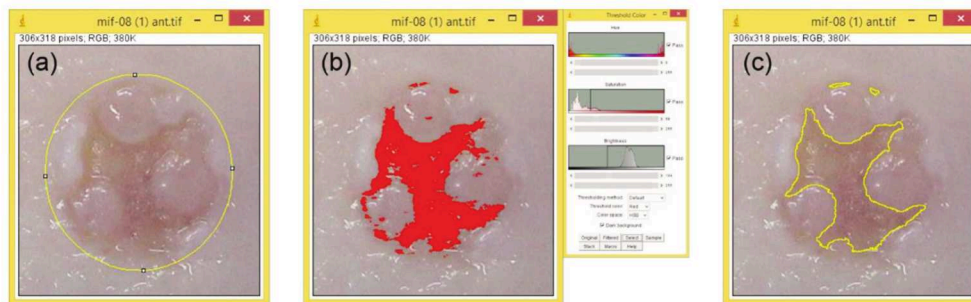 mif-08 (1) ant.tif
306x318 pixels; RGB; 380K
(a)
mif-08 (1) ant.tif
306x318 pixels; RGB; 380K
(b)
Threshold Color
Hue
Pass
Saturation
Pass
Brightness
Pass
Thresholding method: Default
Threshold color: Red
Color space: HSB
Dark background
Original Filtered Select Sample
Stack Macro Help
mif-08 (1) ant.tif
306x318 pixels; RGB; 380K
(c)